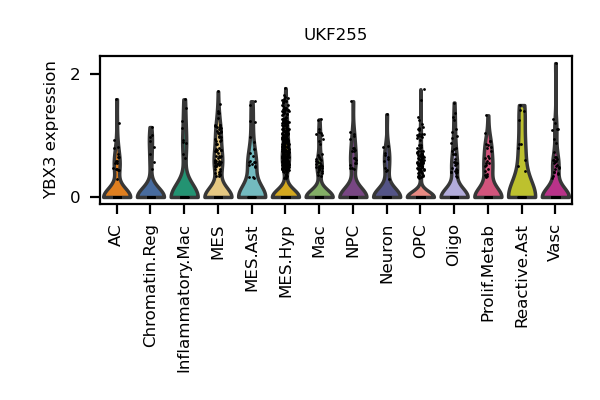 UKF255
YBX3 expression
2
0
AC
Chromatin.Reg
Inflammatory.Mac
MES
MES.Ast
MES.Hyp
Mac
NPC
Neuron
OPC
Oligo
Prolif.Metab
Reactive.Ast
Vasc